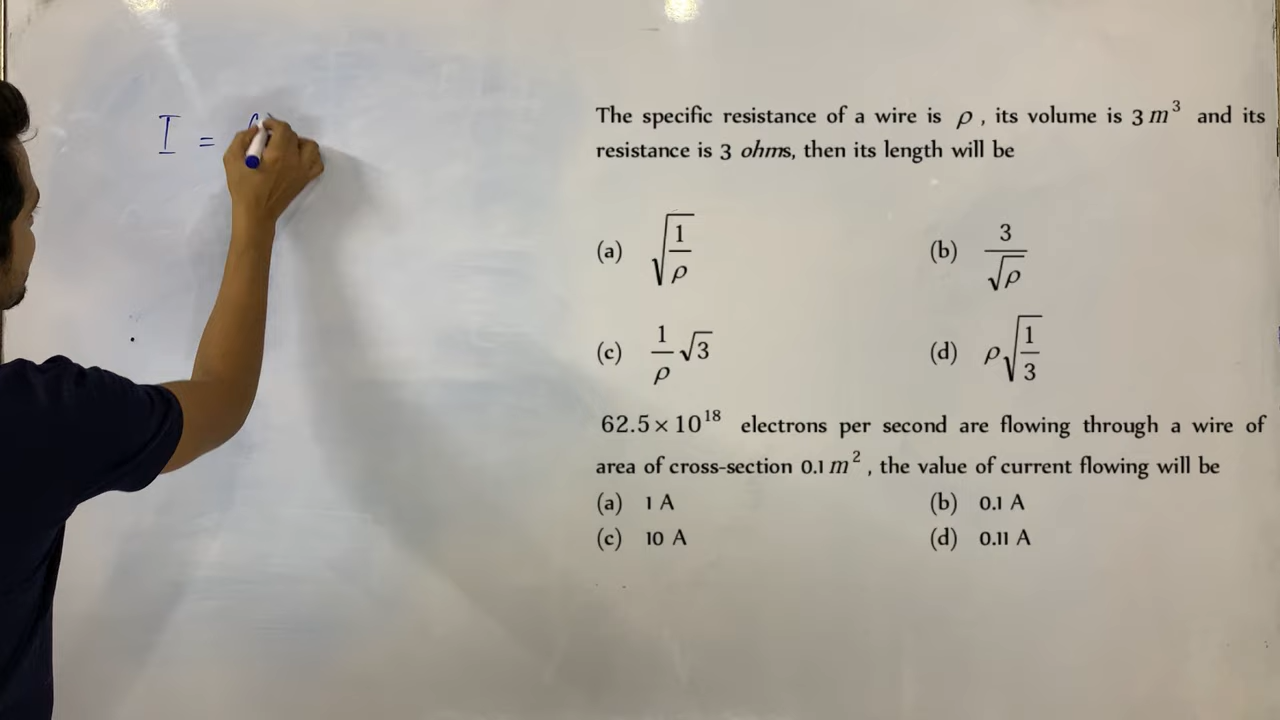 I =
The specific resistance of a wire is ρ , its volume is 3 m³ and its
resistance is 3 ohms, then its length will be
(a) √(1/ρ) (b) 3/√ρ
(c) 1/ρ √3 (d) ρ√(1/3)
62.5 × 10¹⁸ electrons per second are flowing through a wire of
area of cross-section 0.1 m² , the value of current flowing will be
(a) 1 A (b) 0.1 A
(c) 10 A (d) 0.11 A